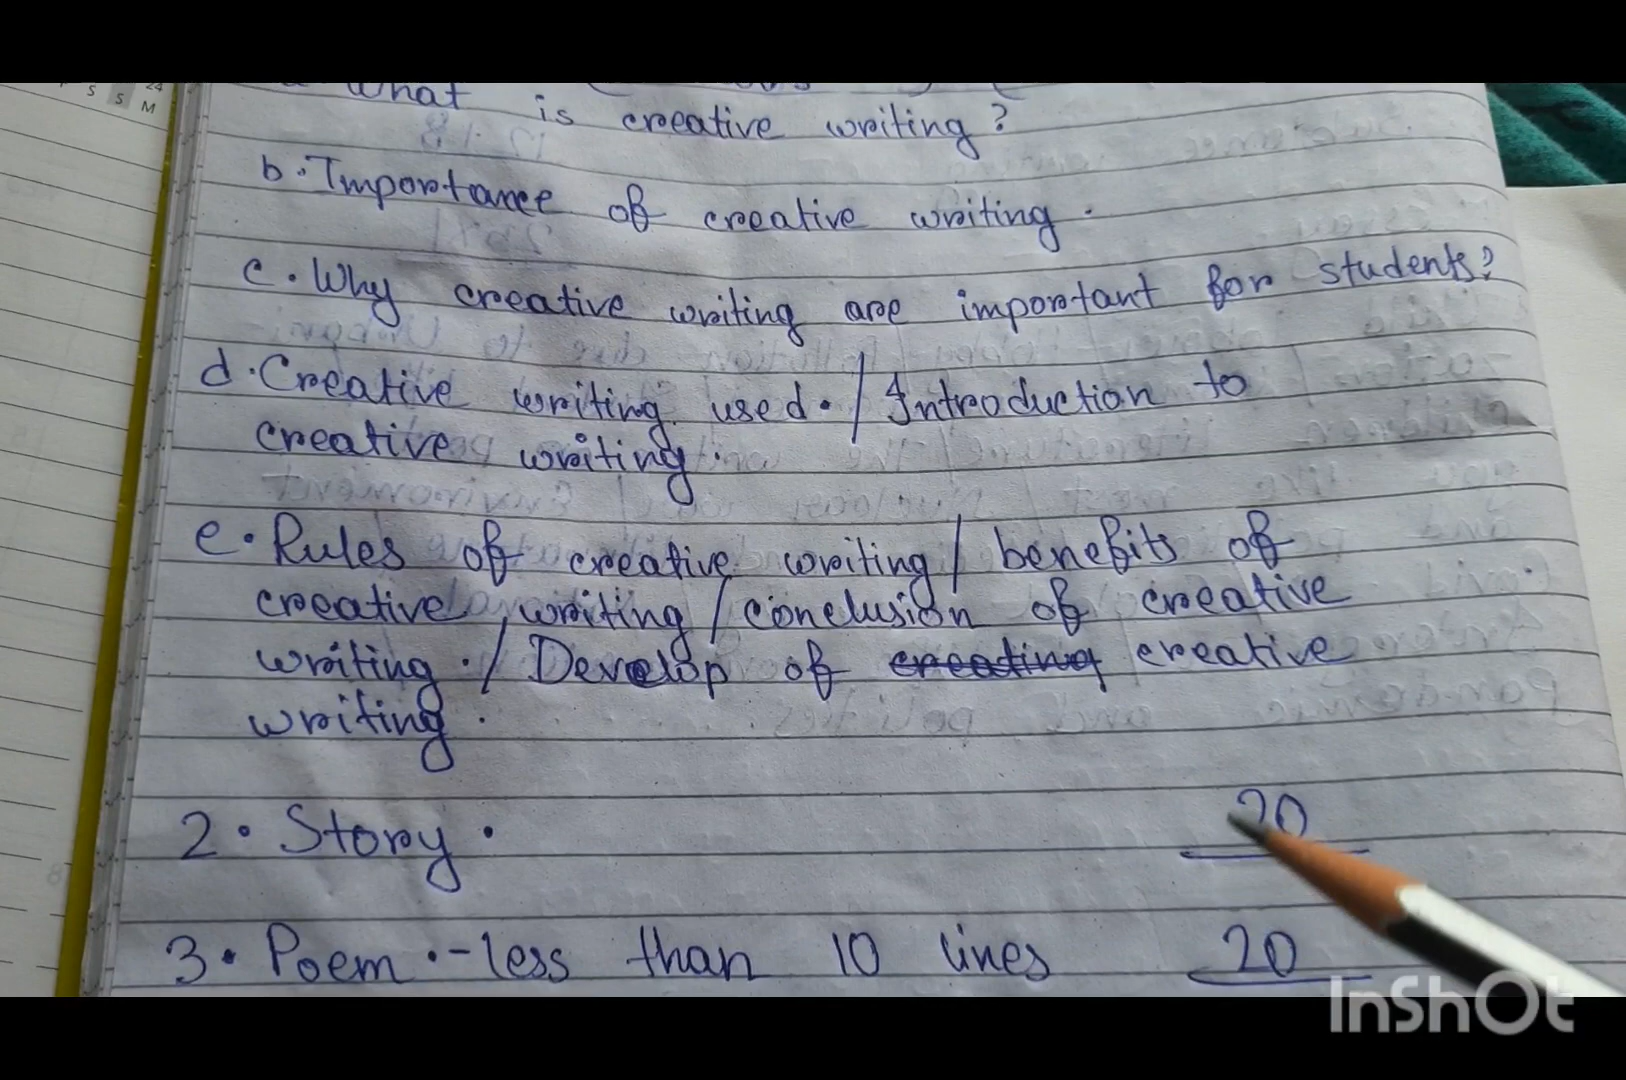 S S M 24
What is creative writing?
b. Importance of creative writing.
c. Why creative writing are important for students?
d. Creative writing used. / Introduction to
creative writing.
e. Rules of creative writing / benefits of
creative writing / conclusion of creative
writing. / Develop of creating creative
writing.
2. Story. 20
3. Poem. - less than 10 lines 20
InShOt